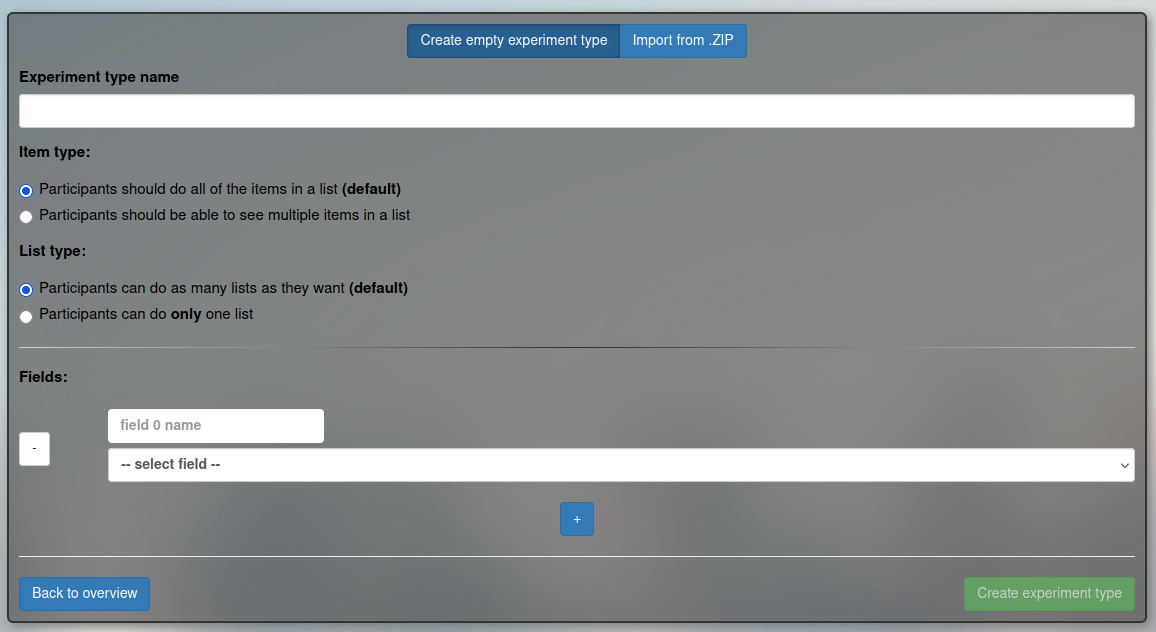 Create empty experiment type Import from .ZIP
Experiment type name
Item type:
Participants should do all of the items in a list (default)
Participants should be able to see multiple items in a list
List type:
Participants can do as many lists as they want (default)
Participants can do only one list
Fields:
field 0 name
-
-- select field --
+
Back to overview Create experiment type